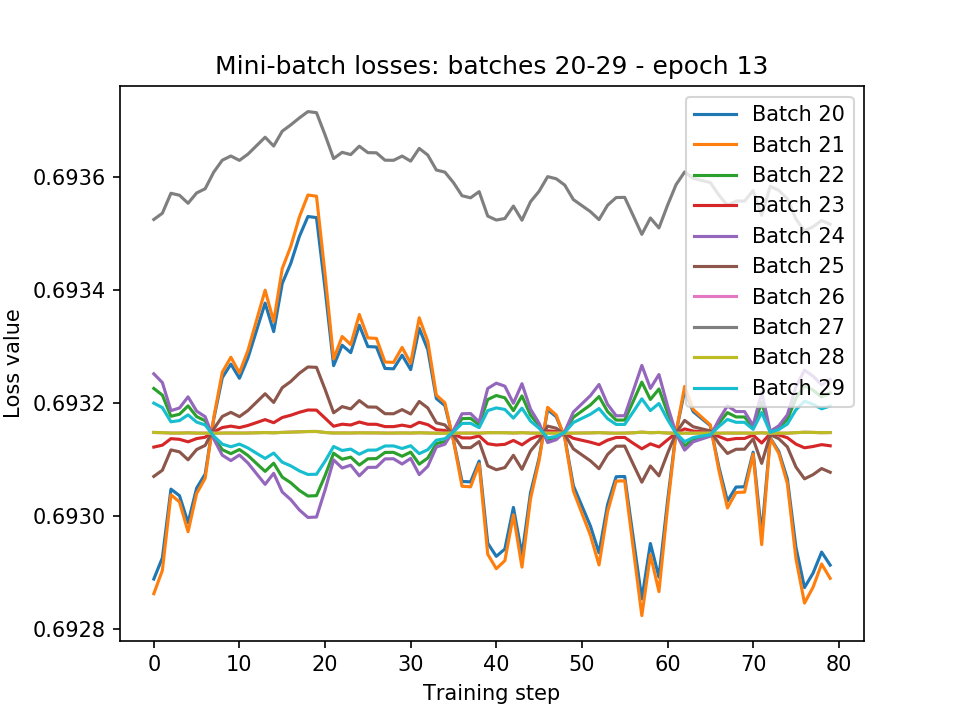 Mini-batch losses: batches 20-29 - epoch 13
Loss value
0.6936
0.6934
0.6932
0.6930
0.6928
Batch 20
Batch 21
Batch 22
Batch 23
Batch 24
Batch 25
Batch 26
Batch 27
Batch 28
Batch 29
0 10 20 30 40 50 60 70 80
Training step